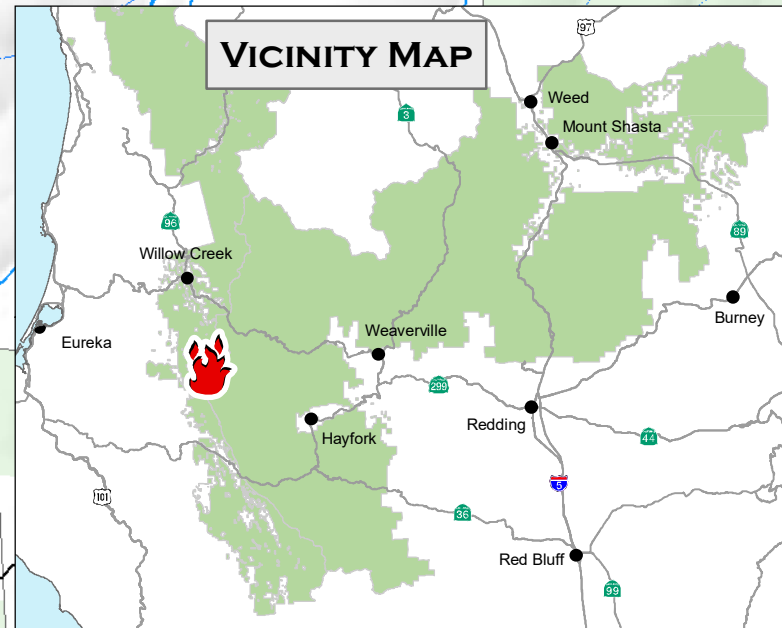 VICINITY MAP
97
Weed
3
Mount Shasta
96
89
Willow Creek
Burney
Eureka
Weaverville
299
Redding
Hayfork
44
5
101
36
Red Bluff
99